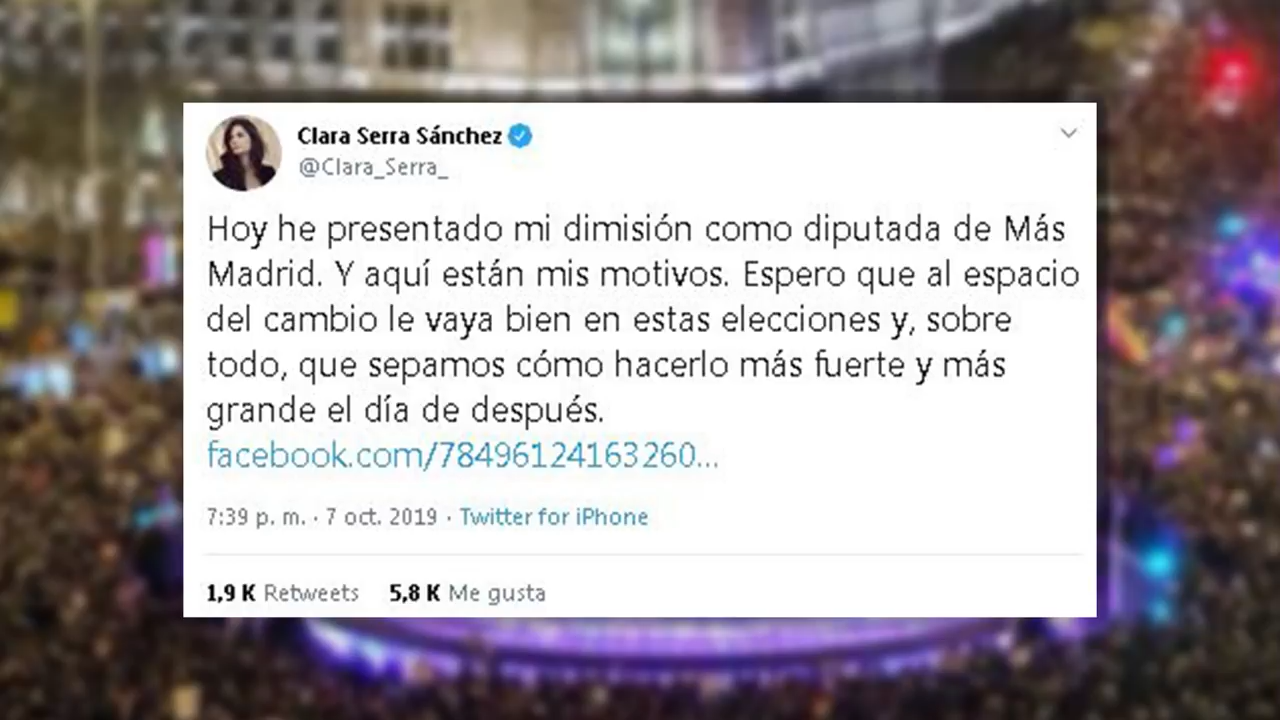 Clara Serra Sánchez
@Clara_Serra_
Hoy he presentado mi dimisión como diputada de Más
Madrid. Y aquí están mis motivos. Espero que al espacio
del cambio le vaya bien en estas elecciones y, sobre
todo, que sepamos cómo hacerlo más fuerte y más
grande el día de después.
facebook.com/78496124163260...
7:39 p. m. · 7 oct. 2019 · Twitter for iPhone
1,9 K Retweets 5,8 K Me gusta